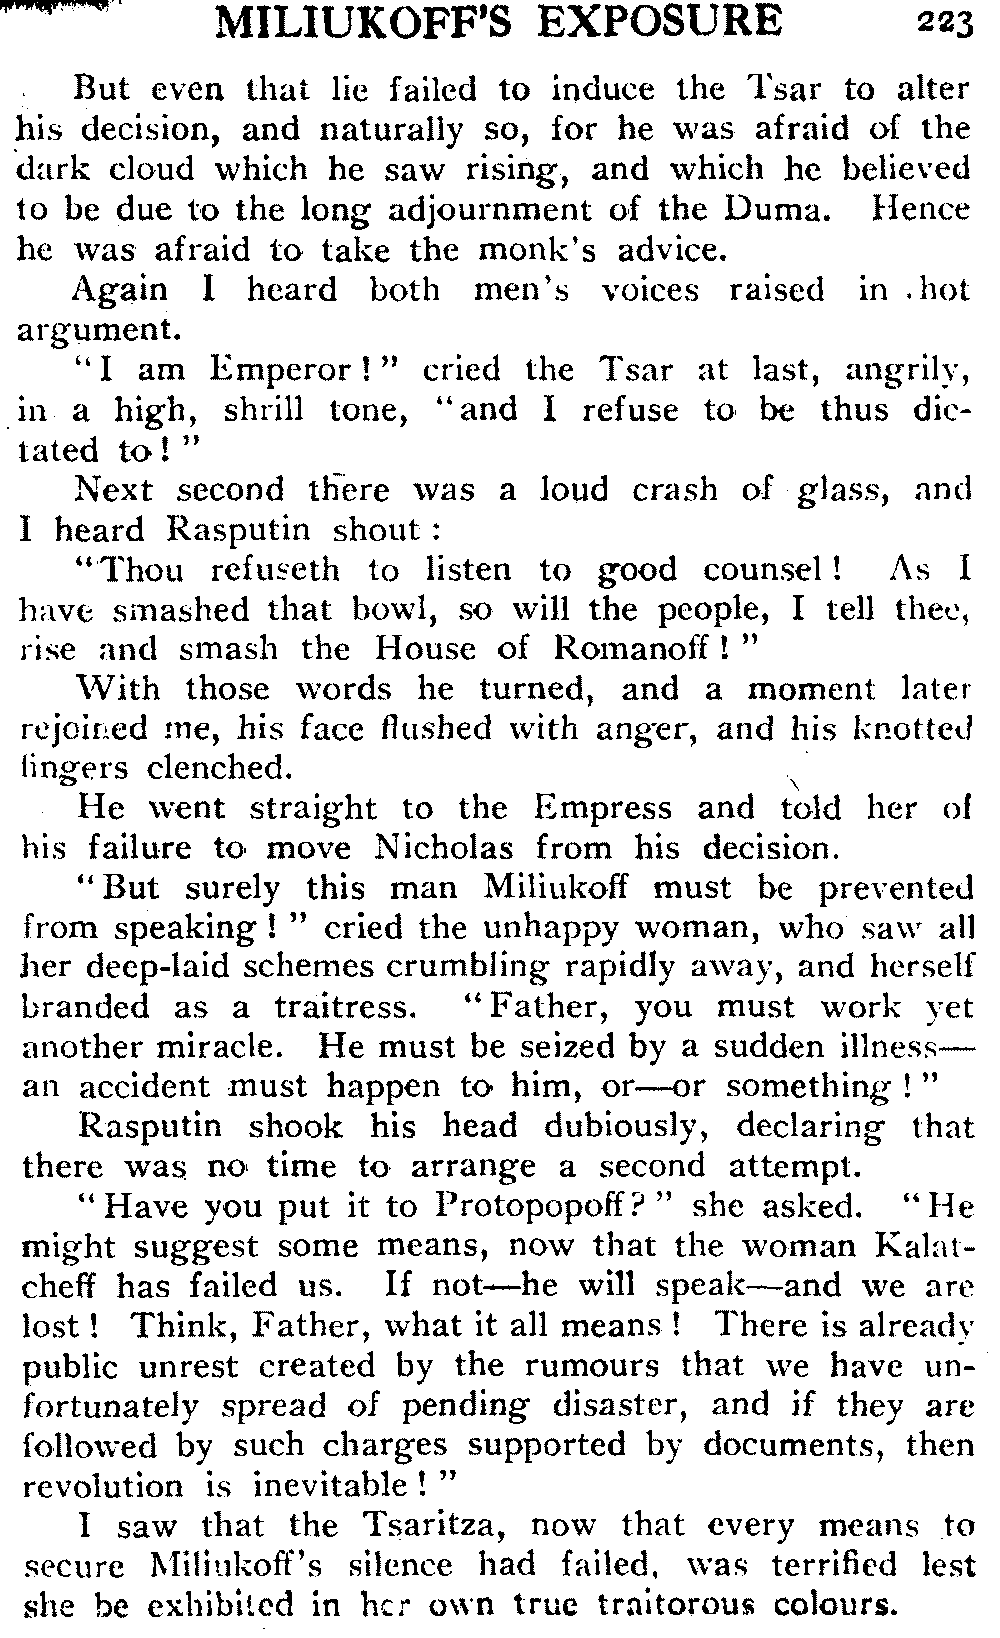 MILIUKOFF'S EXPOSURE 223
But even that lie failed to induce the Tsar to alter
his decision, and naturally so, for he was afraid of the
dark cloud which he saw rising, and which he believed
to be due to the long adjournment of the Duma. Hence
he was afraid to take the monk's advice.
Again I heard both men's voices raised in hot
argument.
"I am Emperor!" cried the Tsar at last, angrily,
in a high, shrill tone, "and I refuse to be thus dic-
tated to!"
Next second there was a loud crash of glass, and
I heard Rasputin shout:
"Thou refuseth to listen to good counsel! As I
have smashed that bowl, so will the people, I tell thee,
rise and smash the House of Romanoff!"
With those words he turned, and a moment later
rejoined me, his face flushed with anger, and his knotted
fingers clenched.
He went straight to the Empress and told her of
his failure to move Nicholas from his decision.
"But surely this man Miliukoff must be prevented
from speaking!" cried the unhappy woman, who saw all
her deep-laid schemes crumbling rapidly away, and herself
branded as a traitress. "Father, you must work yet
another miracle. He must be seized by a sudden illness—
an accident must happen to him, or—or something!"
Rasputin shook his head dubiously, declaring that
there was no time to arrange a second attempt.
"Have you put it to Protopopoff?" she asked. "He
might suggest some means, now that the woman Kalat-
cheff has failed us. If not—he will speak—and we are
lost! Think, Father, what it all means! There is already
public unrest created by the rumours that we have un-
fortunately spread of pending disaster, and if they are
followed by such charges supported by documents, then
revolution is inevitable!"
I saw that the Tsaritza, now that every means to
secure Miliukoff's silence had failed, was terrified lest
she be exhibited in her own true traitorous colours.